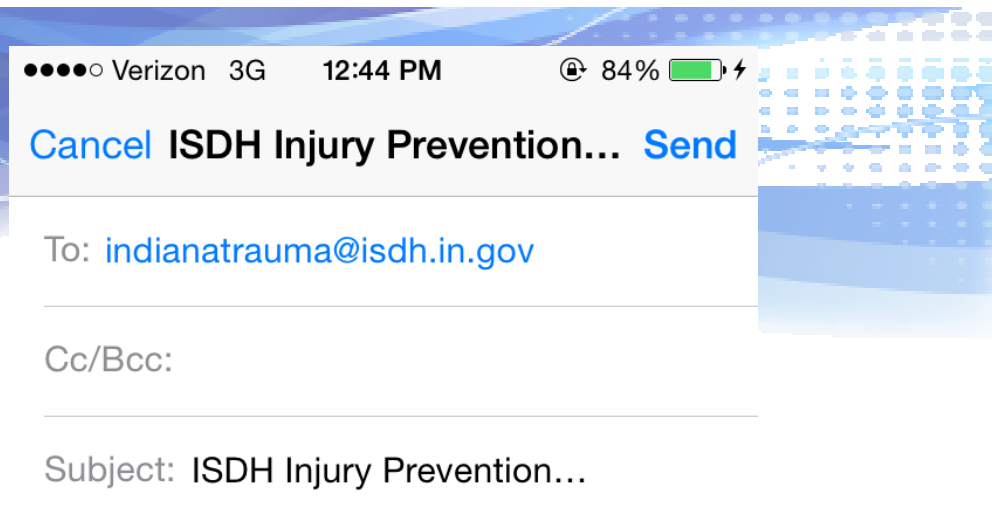 ●●●●○ Verizon 3G 12:44 PM 84%
Cancel ISDH Injury Prevention... Send
To: indianatrauma@isdh.in.gov
Cc/Bcc:
Subject: ISDH Injury Prevention...